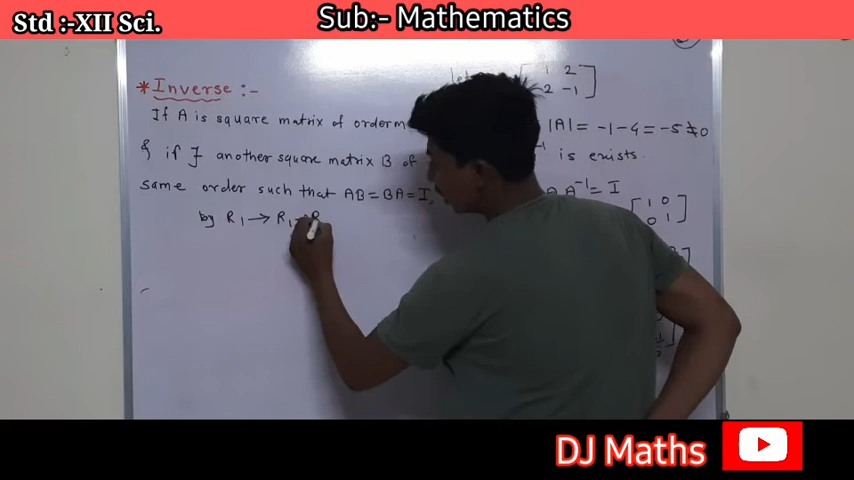 Std :-XII Sci.
Sub:- Mathematics
* Inverse :-
If A is square matrix of order m
& if ∃ another square matrix B of
same order such that AB = BA = I,
by R1 → R1 -
1 2
2 -1
|A| = -1-4 = -5 ≠ 0
is exists.
A A⁻¹ = I
1 0
0 1
DJ Maths